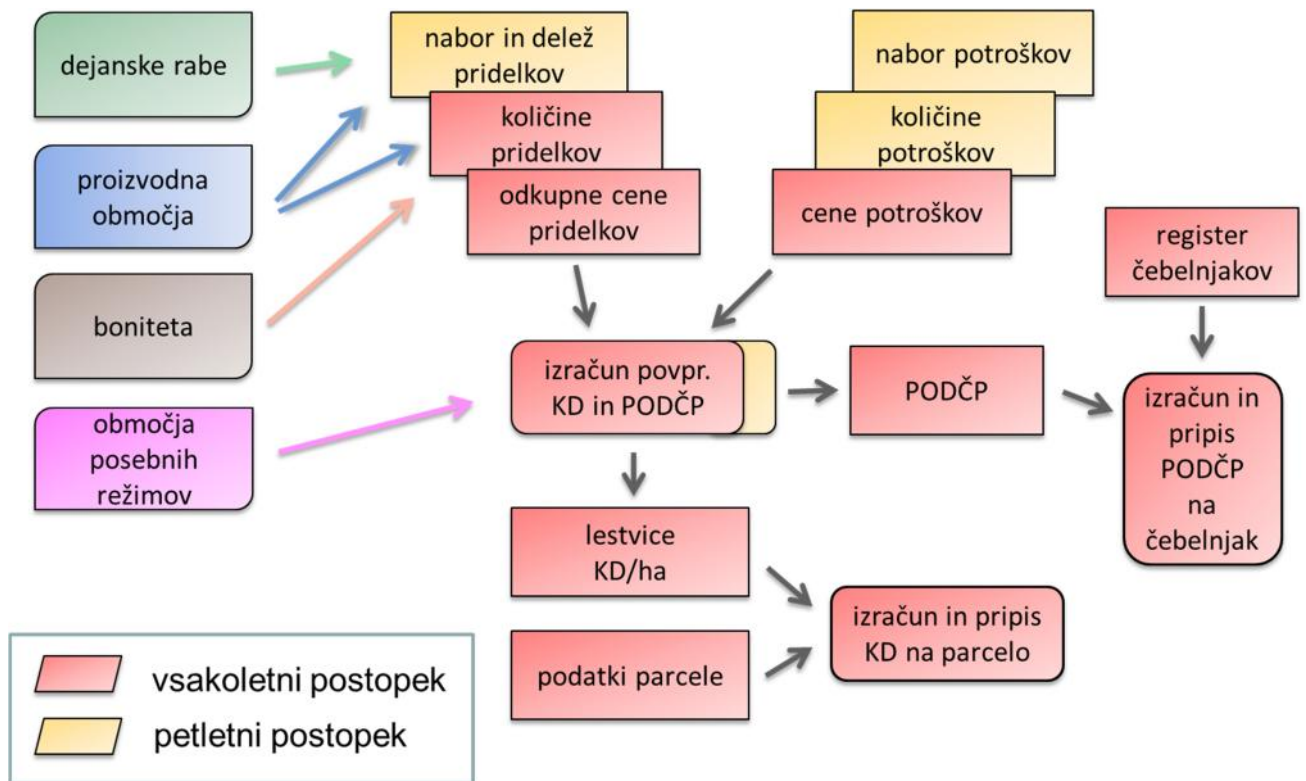 dejanske rabe
proizvodna
območja
boniteta
območja
posebnih
režimov
nabor in delež
pridelkov
količine
pridelkov
odkupne cene
pridelkov
nabor potroškov
količine
potroškov
cene potroškov
register
čebelnjakov
izračun povpr.
KD in PODČP
PODČP
izračun in
pripis
PODČP
na
čebelnjak
lestvice
KD/ha
podatki parcele
izračun in pripis
KD na parcelo
vsakoletni postopek
petletni postopek